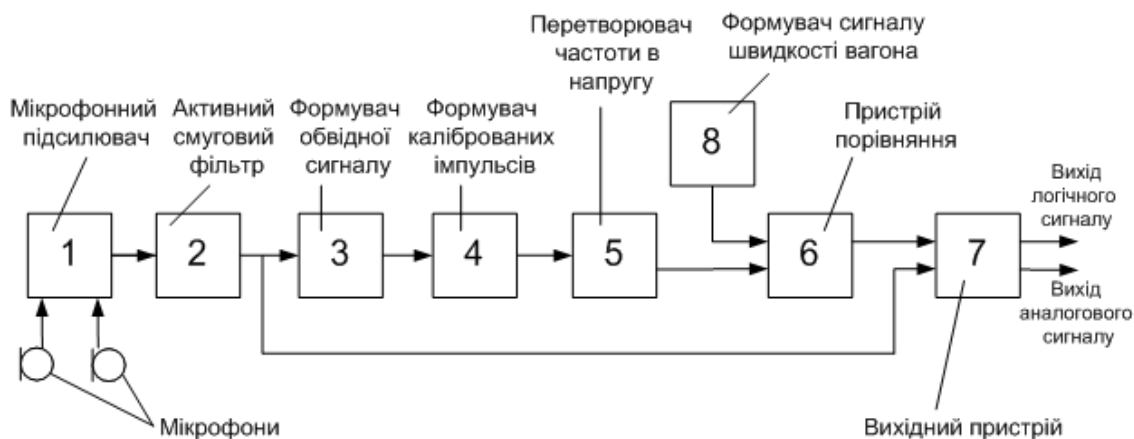 Перетворювач
частоти в
напругу
Формувач сигналу
швидкості вагона
Мікрофонний
підсилювач
Активний
смуговий
фільтр
Формувач
обвідної
сигналу
Формувач
каліброваних
імпульсів
Пристрій
порівняння
8
Вихід
логічного
сигналу
1
2
3
4
5
6
7
Вихід
аналогового
сигналу
Мікрофони
Вихідний пристрій